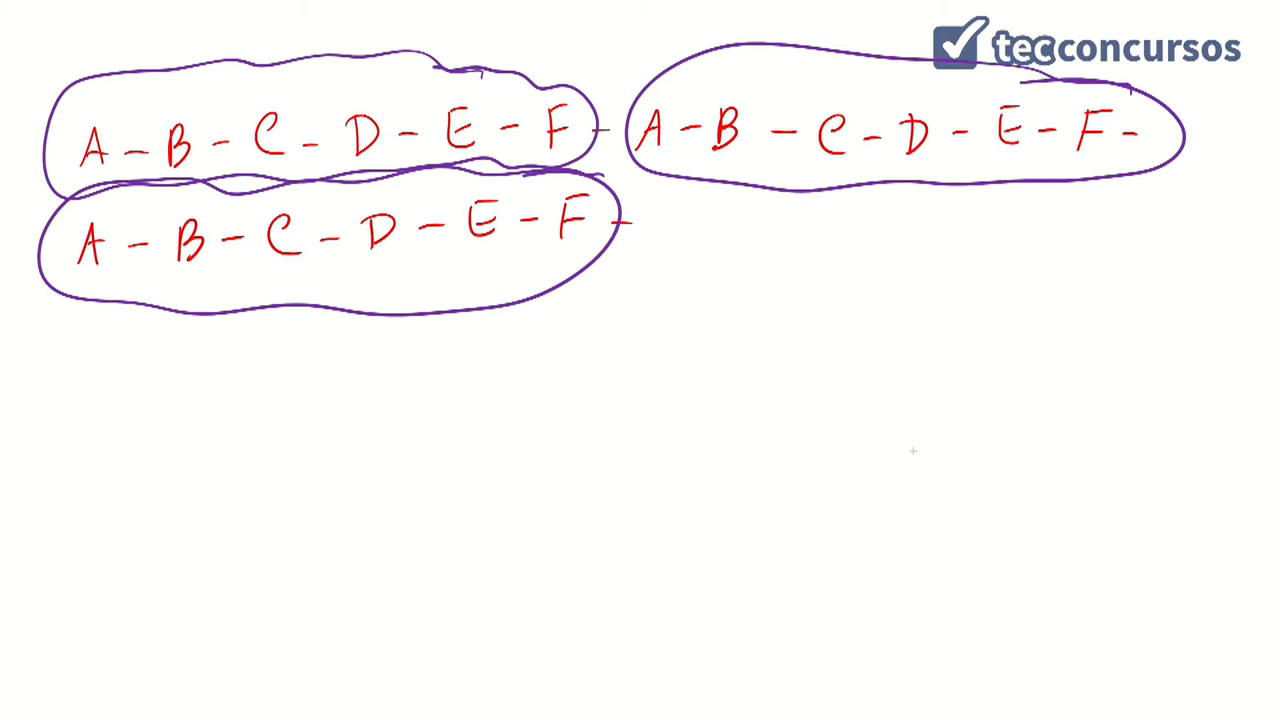 tecconcursos
A - B - C - D - E - F - A - B - C - D - E - F -
A - B - C - D - E - F -